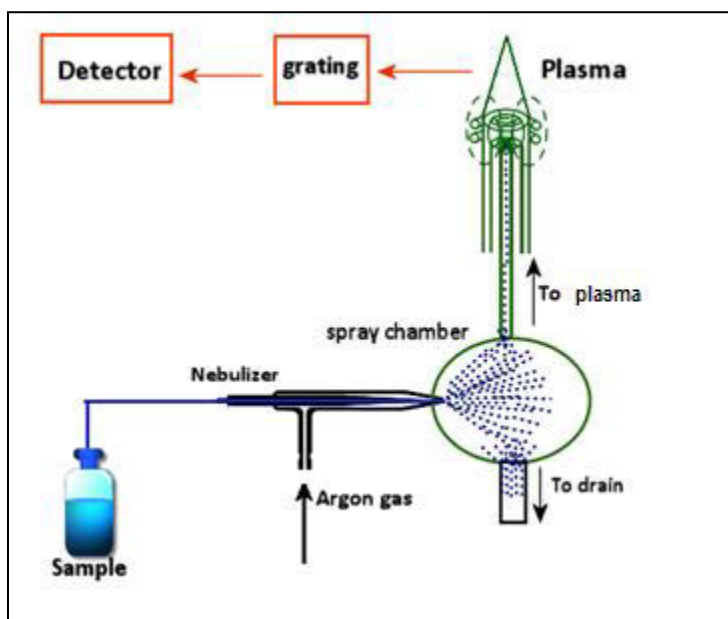 Detector
grating
Plasma
To plasma
spray chamber
Nebulizer
Argon gas
To drain
Sample